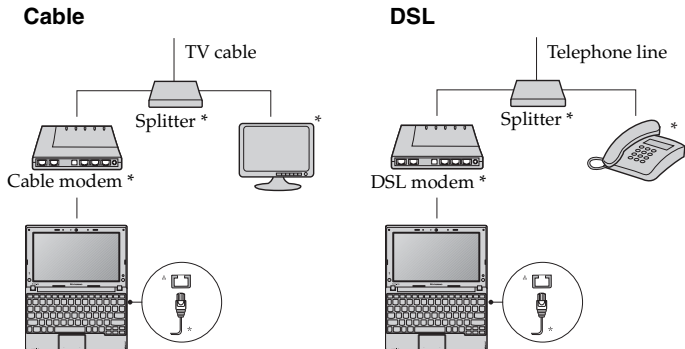 Cable
TV cable
Splitter *
*
Cable modem *
*
DSL
Telephone line
Splitter *
*
DSL modem *
*